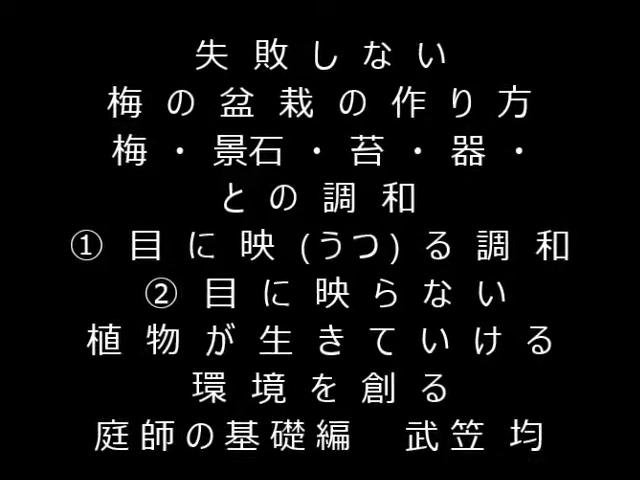 失敗しない
梅の盆栽の作り方
梅・景石・苔・器・
との調和
①目に映(うつ)る調和
②目に映らない
植物が生きていける
環境を創る
庭師の基礎編　武笠 均